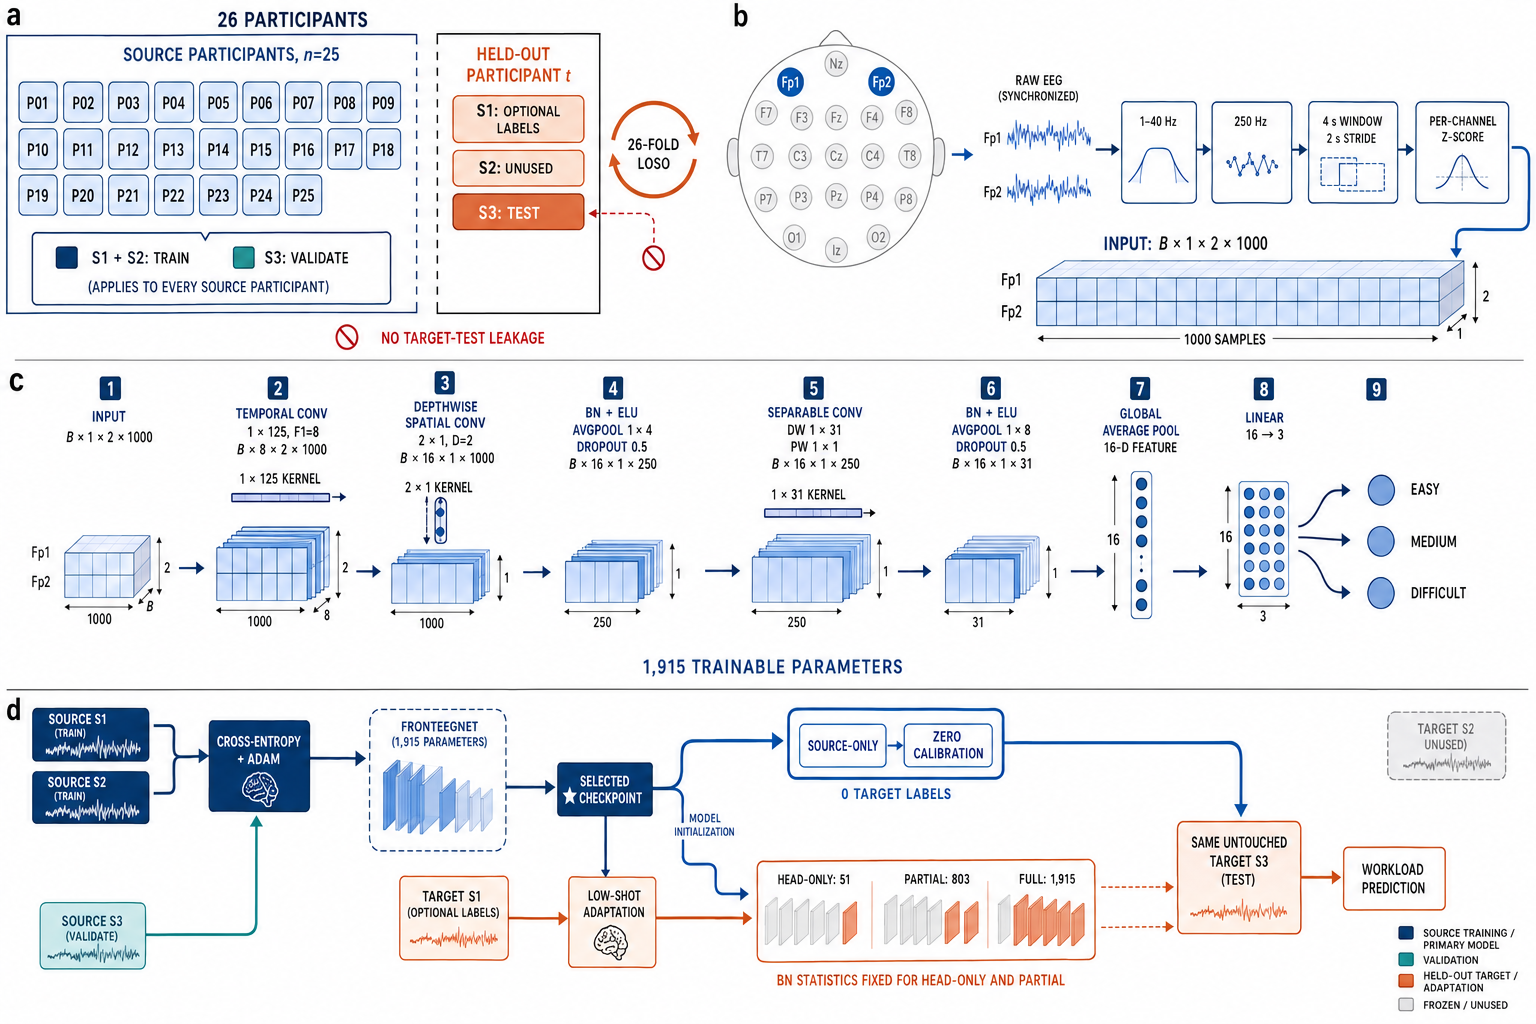 a
26 PARTICIPANTS
SOURCE PARTICIPANTS, n=25
P01 P02 P03 P04 P05 P06 P07 P08 P09
P10 P11 P12 P13 P14 P15 P16 P17 P18
P19 P20 P21 P22 P23 P24 P25
S1 + S2: TRAIN
S3: VALIDATE
(APPLIES TO EVERY SOURCE PARTICIPANT)
HELD-OUT
PARTICIPANT t
S1: OPTIONAL
LABELS
S2: UNUSED
S3: TEST
26-FOLD
LOSO
NO TARGET-TEST LEAKAGE
b
Nz
Fp1 Fp2
F7 F3 Fz F4 F8
T7 C3 Cz C4 T8
P7 P3 Pz P4 P8
O1 Iz O2
RAW EEG
(SYNCHRONIZED)
Fp1
Fp2
1–40 Hz
250 Hz
4 s WINDOW
2 s STRIDE
PER-CHANNEL
Z-SCORE
INPUT: B × 1 × 2 × 1000
Fp1
Fp2
2
1
1000 SAMPLES
c
1
INPUT
B × 1 × 2 × 1000
Fp1
Fp2
2
B
1000
2
TEMPORAL CONV
1 × 125, F1=8
B × 8 × 2 × 1000
1 × 125 KERNEL
2
8
1000
3
DEPTHWISE
SPATIAL CONV
2 × 1, D=2
B × 16 × 1 × 1000
2 × 1 KERNEL
1
1000
4
BN + ELU
AVGPOOL 1 × 4
DROPOUT 0.5
B × 16 × 1 × 250
1
250
5
SEPARABLE CONV
DW 1 × 31
PW 1 × 1
B × 16 × 1 × 250
1 × 31 KERNEL
1
250
6
BN + ELU
AVGPOOL 1 × 8
DROPOUT 0.5
B × 16 × 1 × 31
1
31
7
GLOBAL
AVERAGE POOL
16-D FEATURE
16
8
LINEAR
16 → 3
16
3
9
EASY
MEDIUM
DIFFICULT
1,915 TRAINABLE PARAMETERS
d
SOURCE S1
(TRAIN)
SOURCE S2
(TRAIN)
SOURCE S3
(VALIDATE)
CROSS-ENTROPY
+ ADAM
FRONTEEGNET
(1,915 PARAMETERS)
SELECTED
CHECKPOINT
TARGET S1
(OPTIONAL LABELS)
LOW-SHOT
ADAPTATION
MODEL
INITIALIZATION
SOURCE-ONLY
ZERO
CALIBRATION
0 TARGET LABELS
HEAD-ONLY: 51
PARTIAL: 803
FULL: 1,915
BN STATISTICS FIXED FOR HEAD-ONLY AND PARTIAL
SAME UNTOUCHED
TARGET S3
(TEST)
WORKLOAD
PREDICTION
TARGET S2
UNUSED)
SOURCE TRAINING /
PRIMARY MODEL
VALIDATION
HELD-OUT TARGET /
ADAPTATION
FROZEN / UNUSED